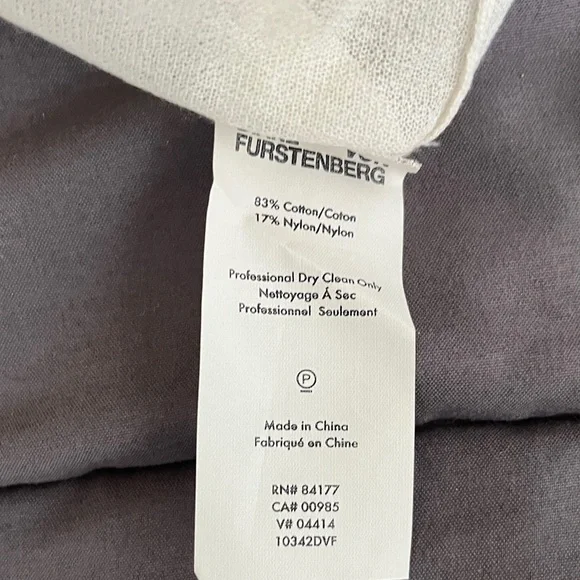 FURSTENBERG
83% Cotton/Coton
17% Nylon/Nylon
Professional Dry Clean Only
Nettoyage Á Sec
Professionnel Seulement
P
Made in China
Fabriqué en Chine
RN# 84177
CA# 00985
V# 04414
10342DVF